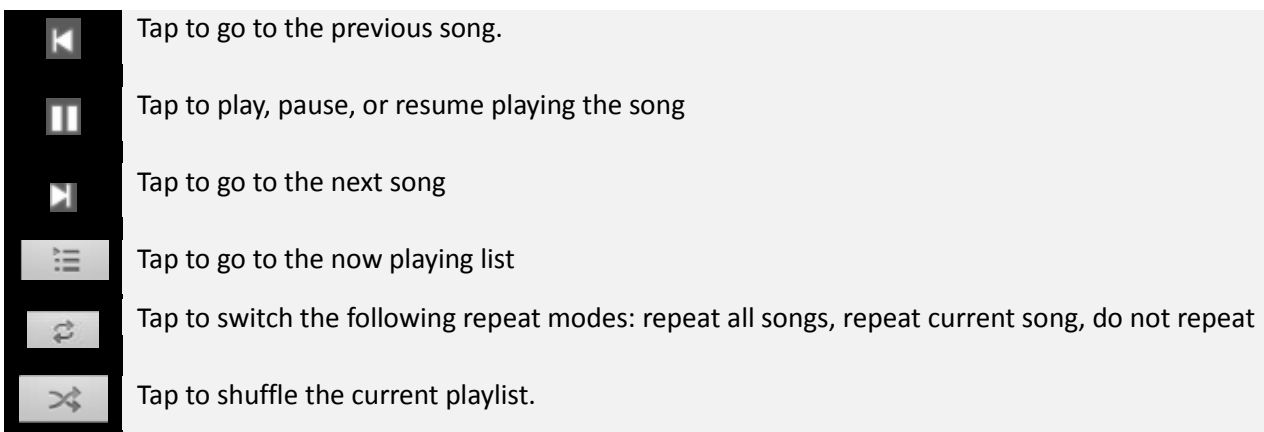 Tap to go to the previous song.
Tap to play, pause, or resume playing the song
Tap to go to the next song
Tap to go to the now playing list
Tap to switch the following repeat modes: repeat all songs, repeat current song, do not repeat
Tap to shuffle the current playlist.